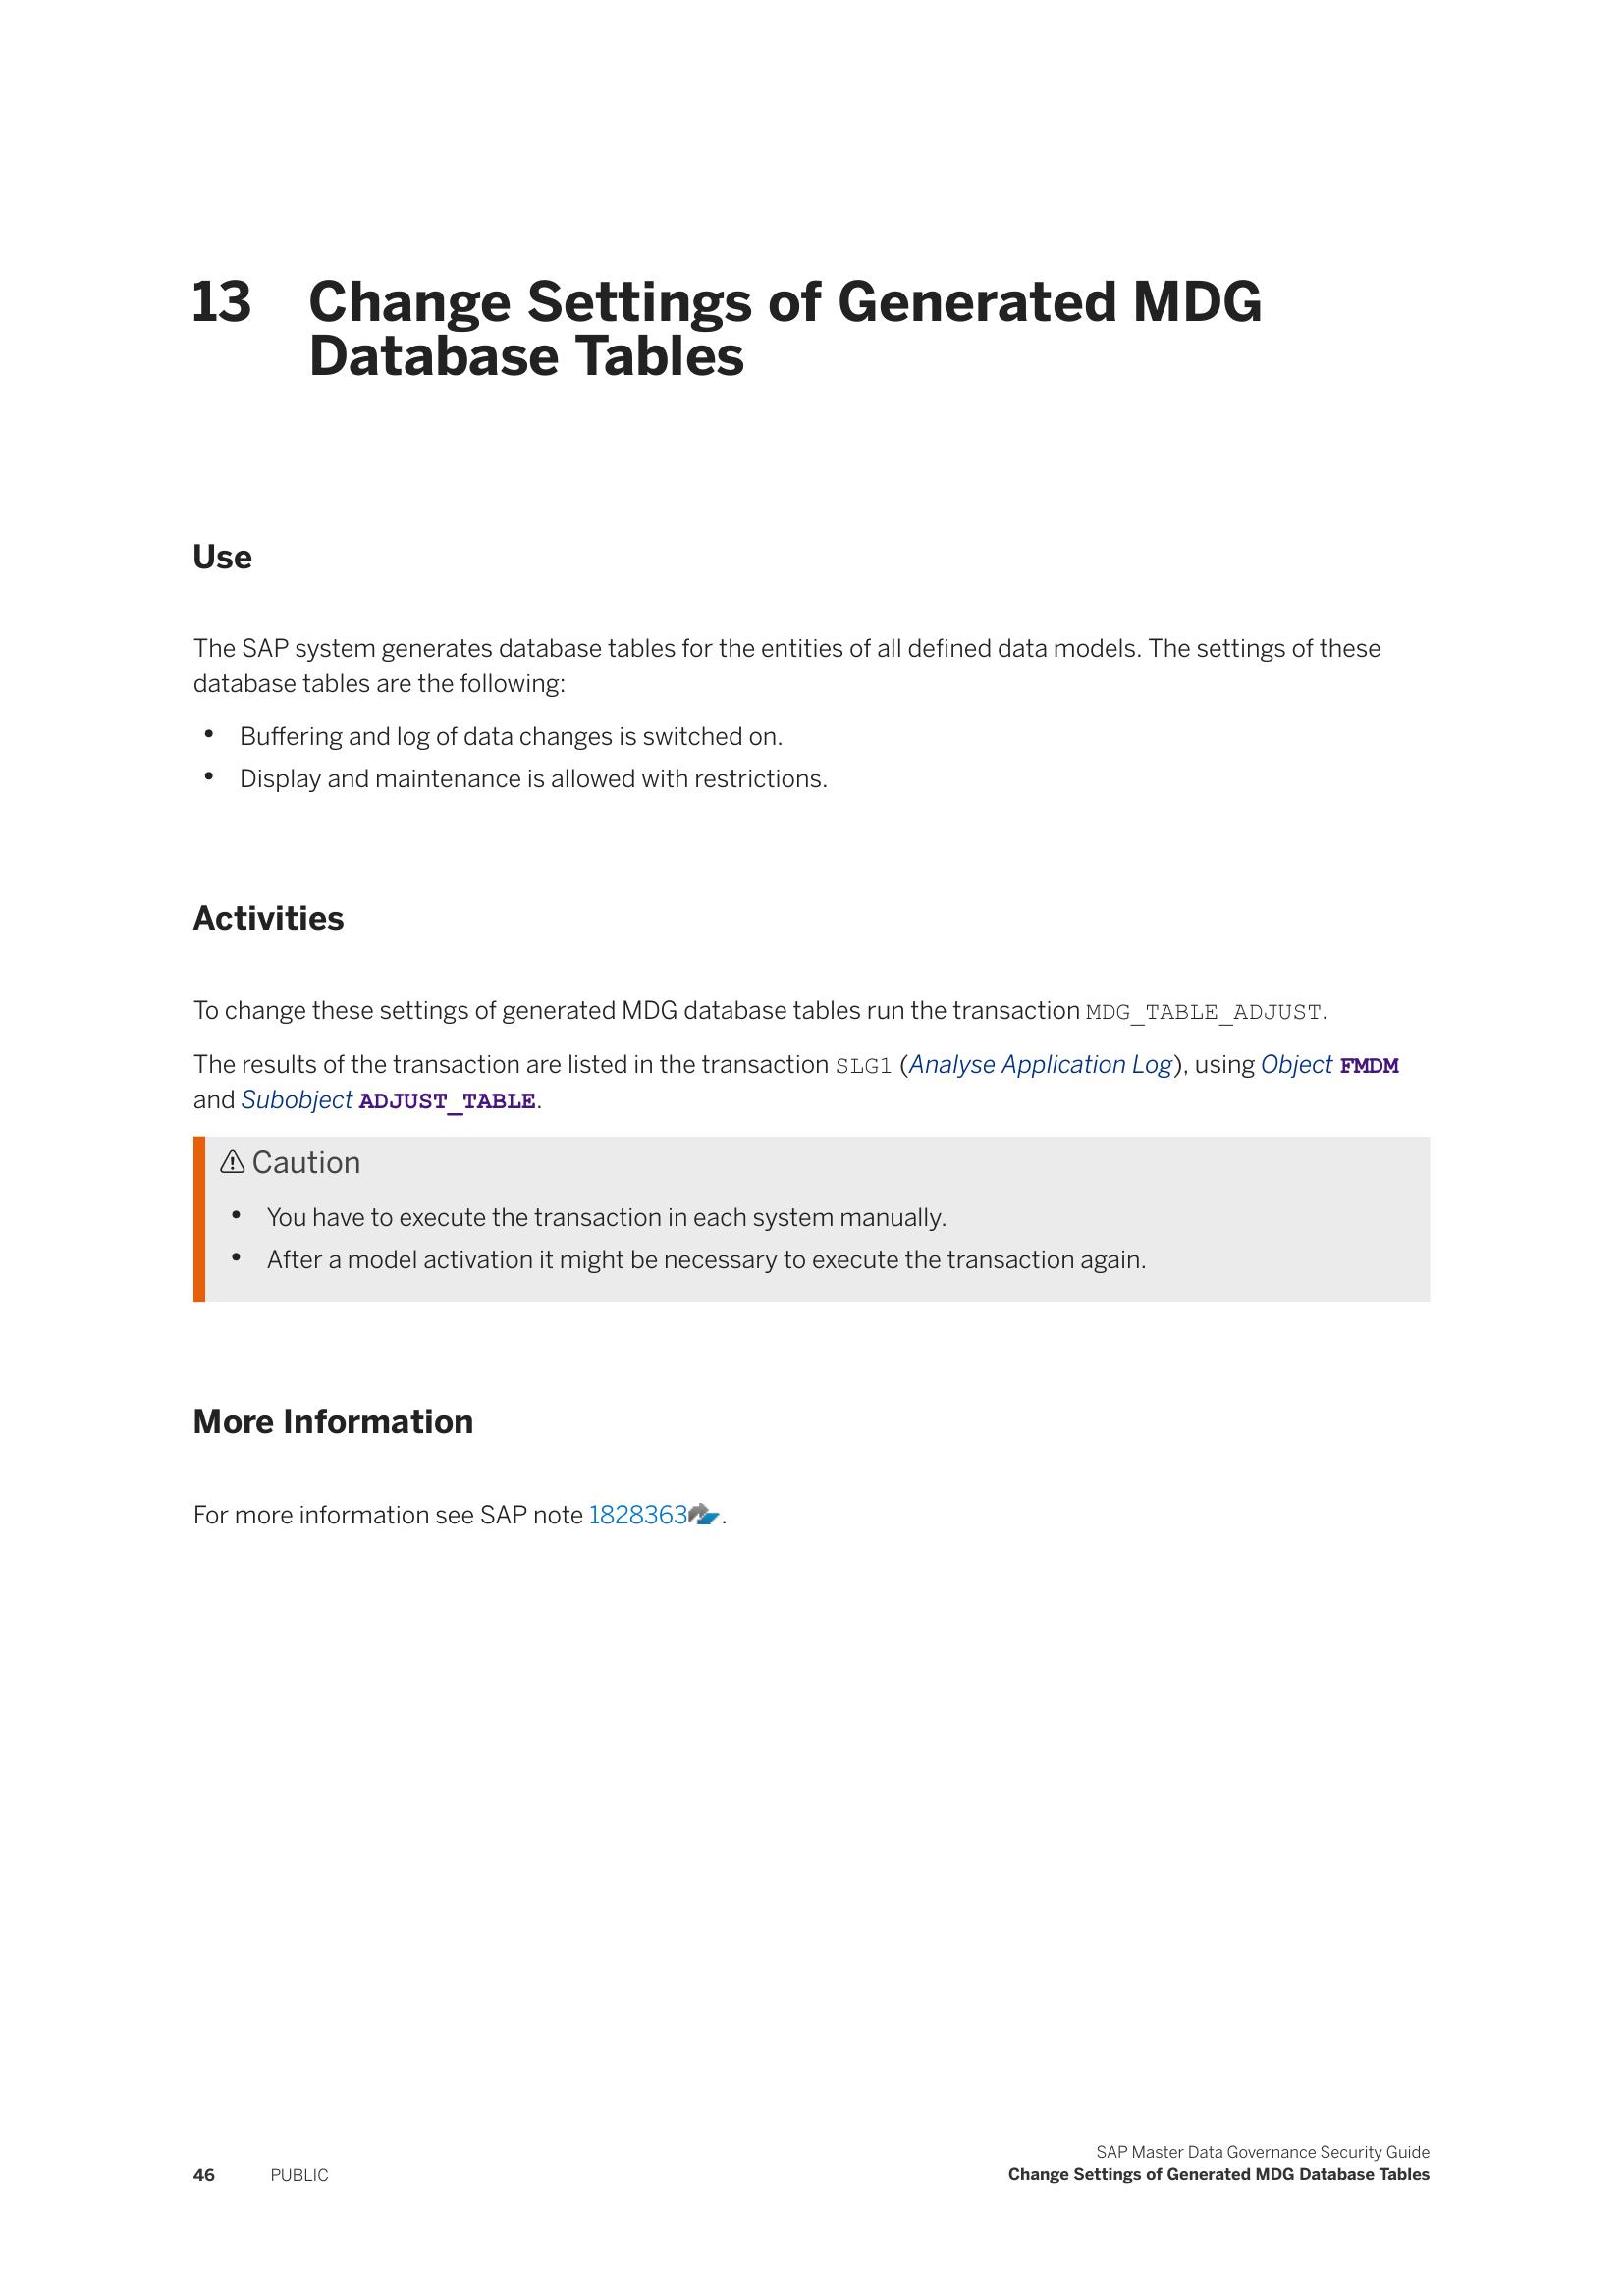 13 Change Settings of Generated MDG
Database Tables
Use
The SAP system generates database tables for the entities of all defined data models. The settings of these
database tables are the following:
• Buffering and log of data changes is switched on.
• Display and maintenance is allowed with restrictions.
Activities
To change these settings of generated MDG database tables run the transaction MDG_TABLE_ADJUST.
The results of the transaction are listed in the transaction SLG1 (Analyse Application Log), using Object FMDM
and Subobject ADJUST_TABLE.
Caution
• You have to execute the transaction in each system manually.
• After a model activation it might be necessary to execute the transaction again.
More Information
For more information see SAP note 1828363.
SAP Master Data Governance Security Guide
46 PUBLIC Change Settings of Generated MDG Database Tables